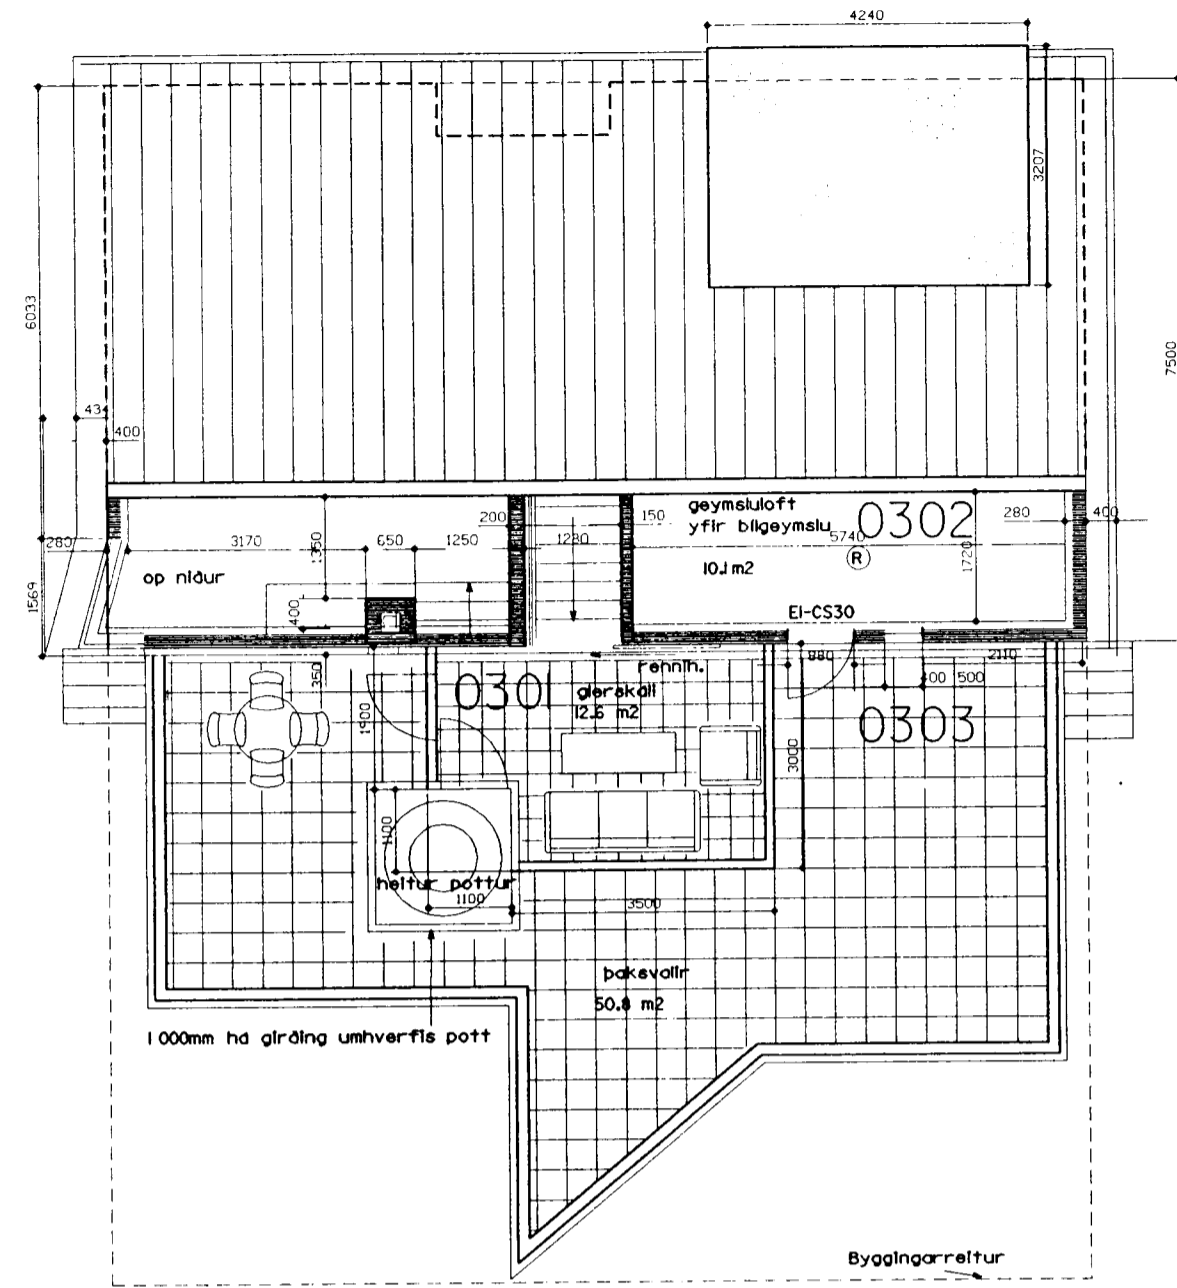 4240
3207
6033
7500
434
400
geymsluloft
yfir bílgeymslu
0302
200
150
280
400
280
3170
1350
650
1250
1280
5740
1720
R
op niður
10.1 m2
1569
400
EI-CS30
rennih.
880
2110
350
0301
glerskáli
12.6 m2
400
500
1900
0303
3000
1100
heitur pottur
1100
3500
þaksvalir
50.8 m2
1000mm há girðing umhverfis pott
Byggingarreitur